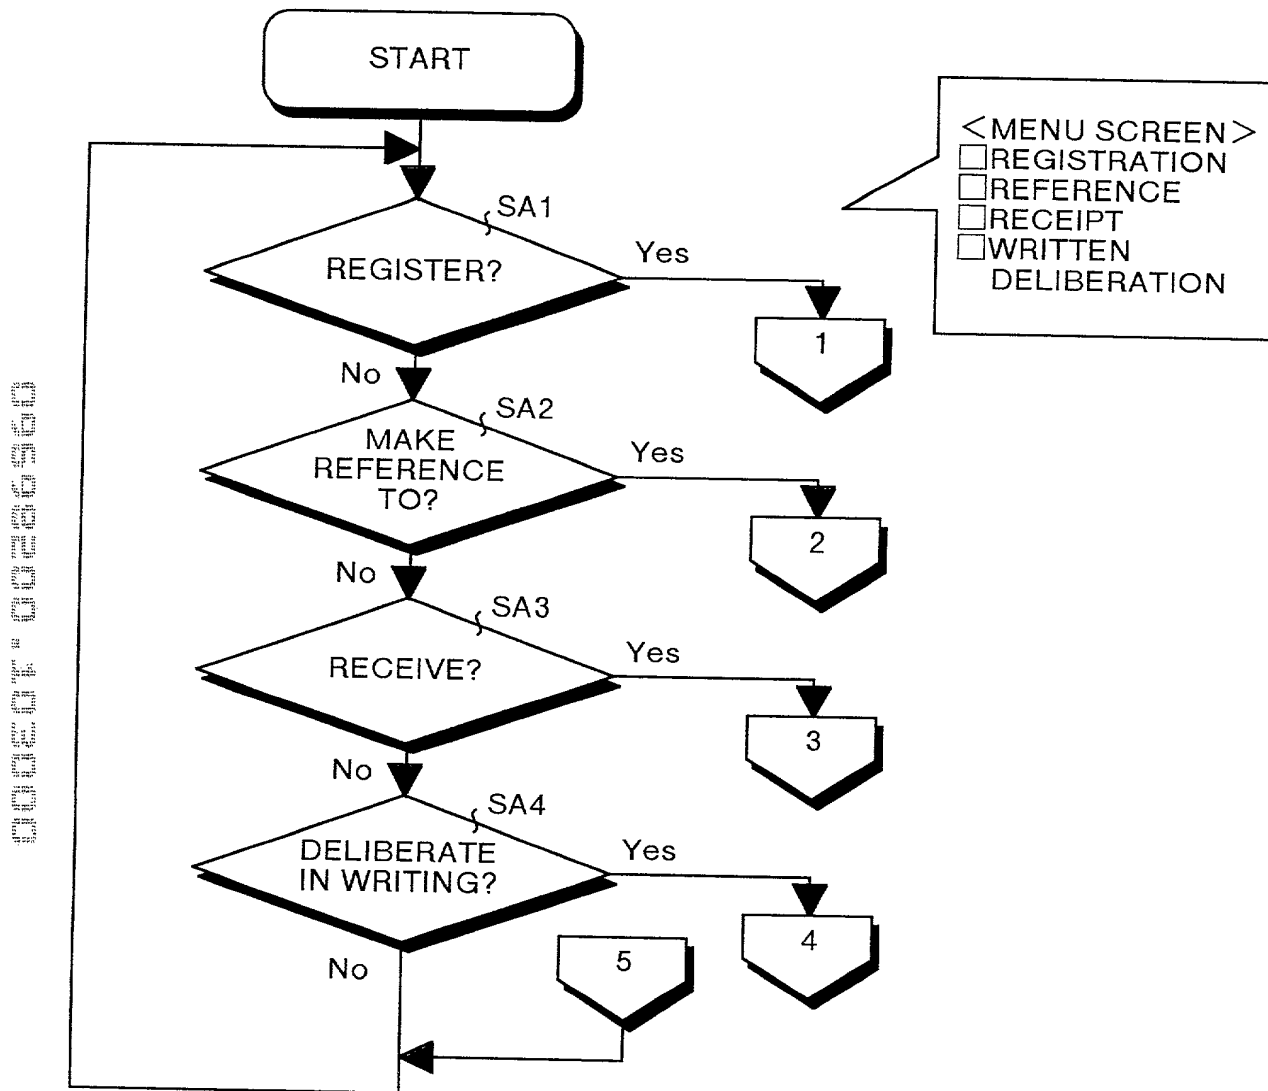 START
<MENU SCREEN>
□REGISTRATION
□REFERENCE
□RECEIPT
□WRITTEN
DELIBERATION
SA1
REGISTER?
Yes
1
No
SA2
MAKE
REFERENCE
TO?
Yes
2
No
SA3
RECEIVE?
Yes
3
No
SA4
DELIBERATE
IN WRITING?
Yes
4
No
5